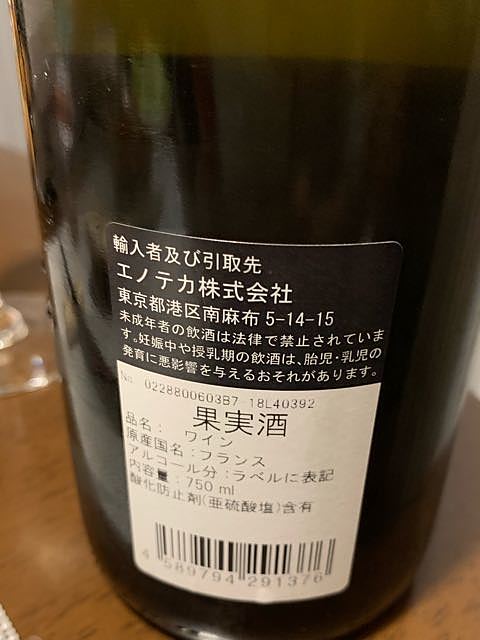 輸入者及び引取先
エノテカ株式会社
東京都港区南麻布 5-14-15
未成年者の飲酒は法律で禁止されていま
す。妊娠中や授乳期の飲酒は、胎児・乳児の
発育に悪影響を与えるおそれがあります。
No. 0228800603B7-18L40392
果実酒
品名： ワイン
原産国名：フランス
アルコール分：ラベルに表記
内容量：750 ml
酸化防止剤(亜硫酸塩)含有
4 589794 291376